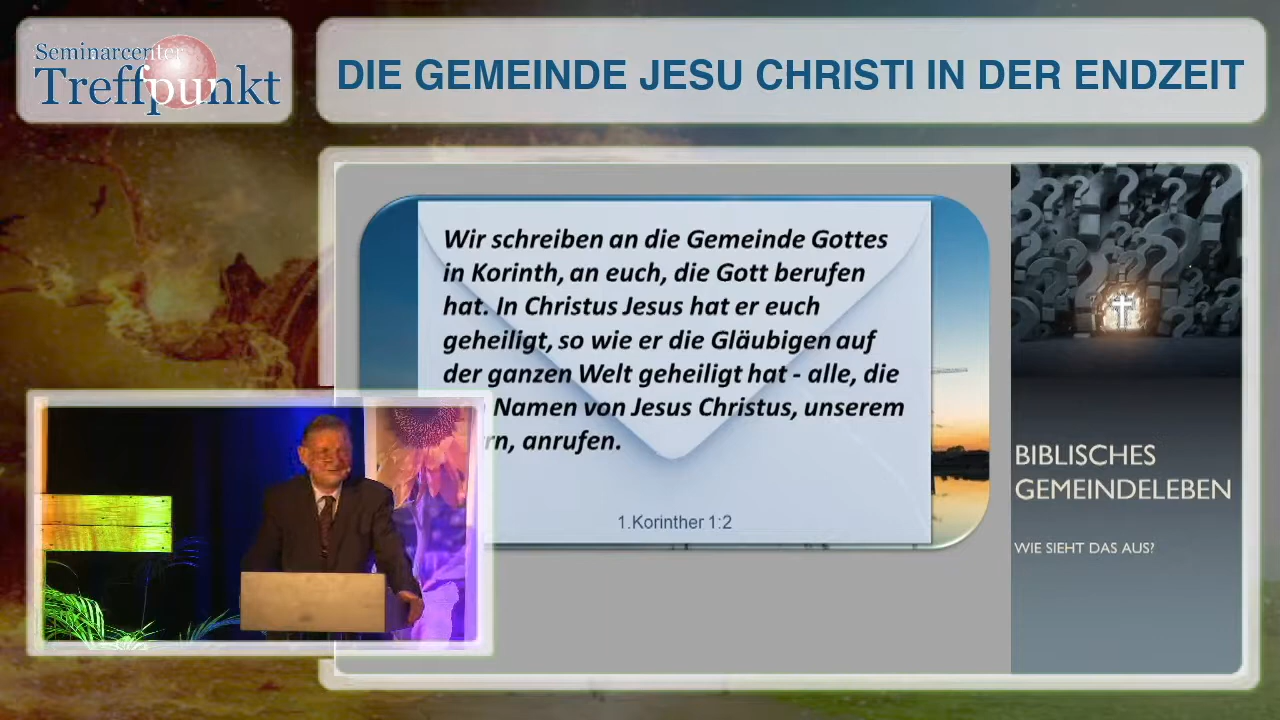 Seminarcenter
Treffpunkt
DIE GEMEINDE JESU CHRISTI IN DER ENDZEIT
Wir schreiben an die Gemeinde Gottes
in Korinth, an euch, die Gott berufen
hat. In Christus Jesus hat er euch
geheiligt, so wie er die Gläubigen auf
der ganzen Welt geheiligt hat - alle, die
Namen von Jesus Christus, unserem
rn, anrufen.
1.Korinther 1:2
BIBLISCHES
GEMEINDELEBEN
WIE SIEHT DAS AUS?